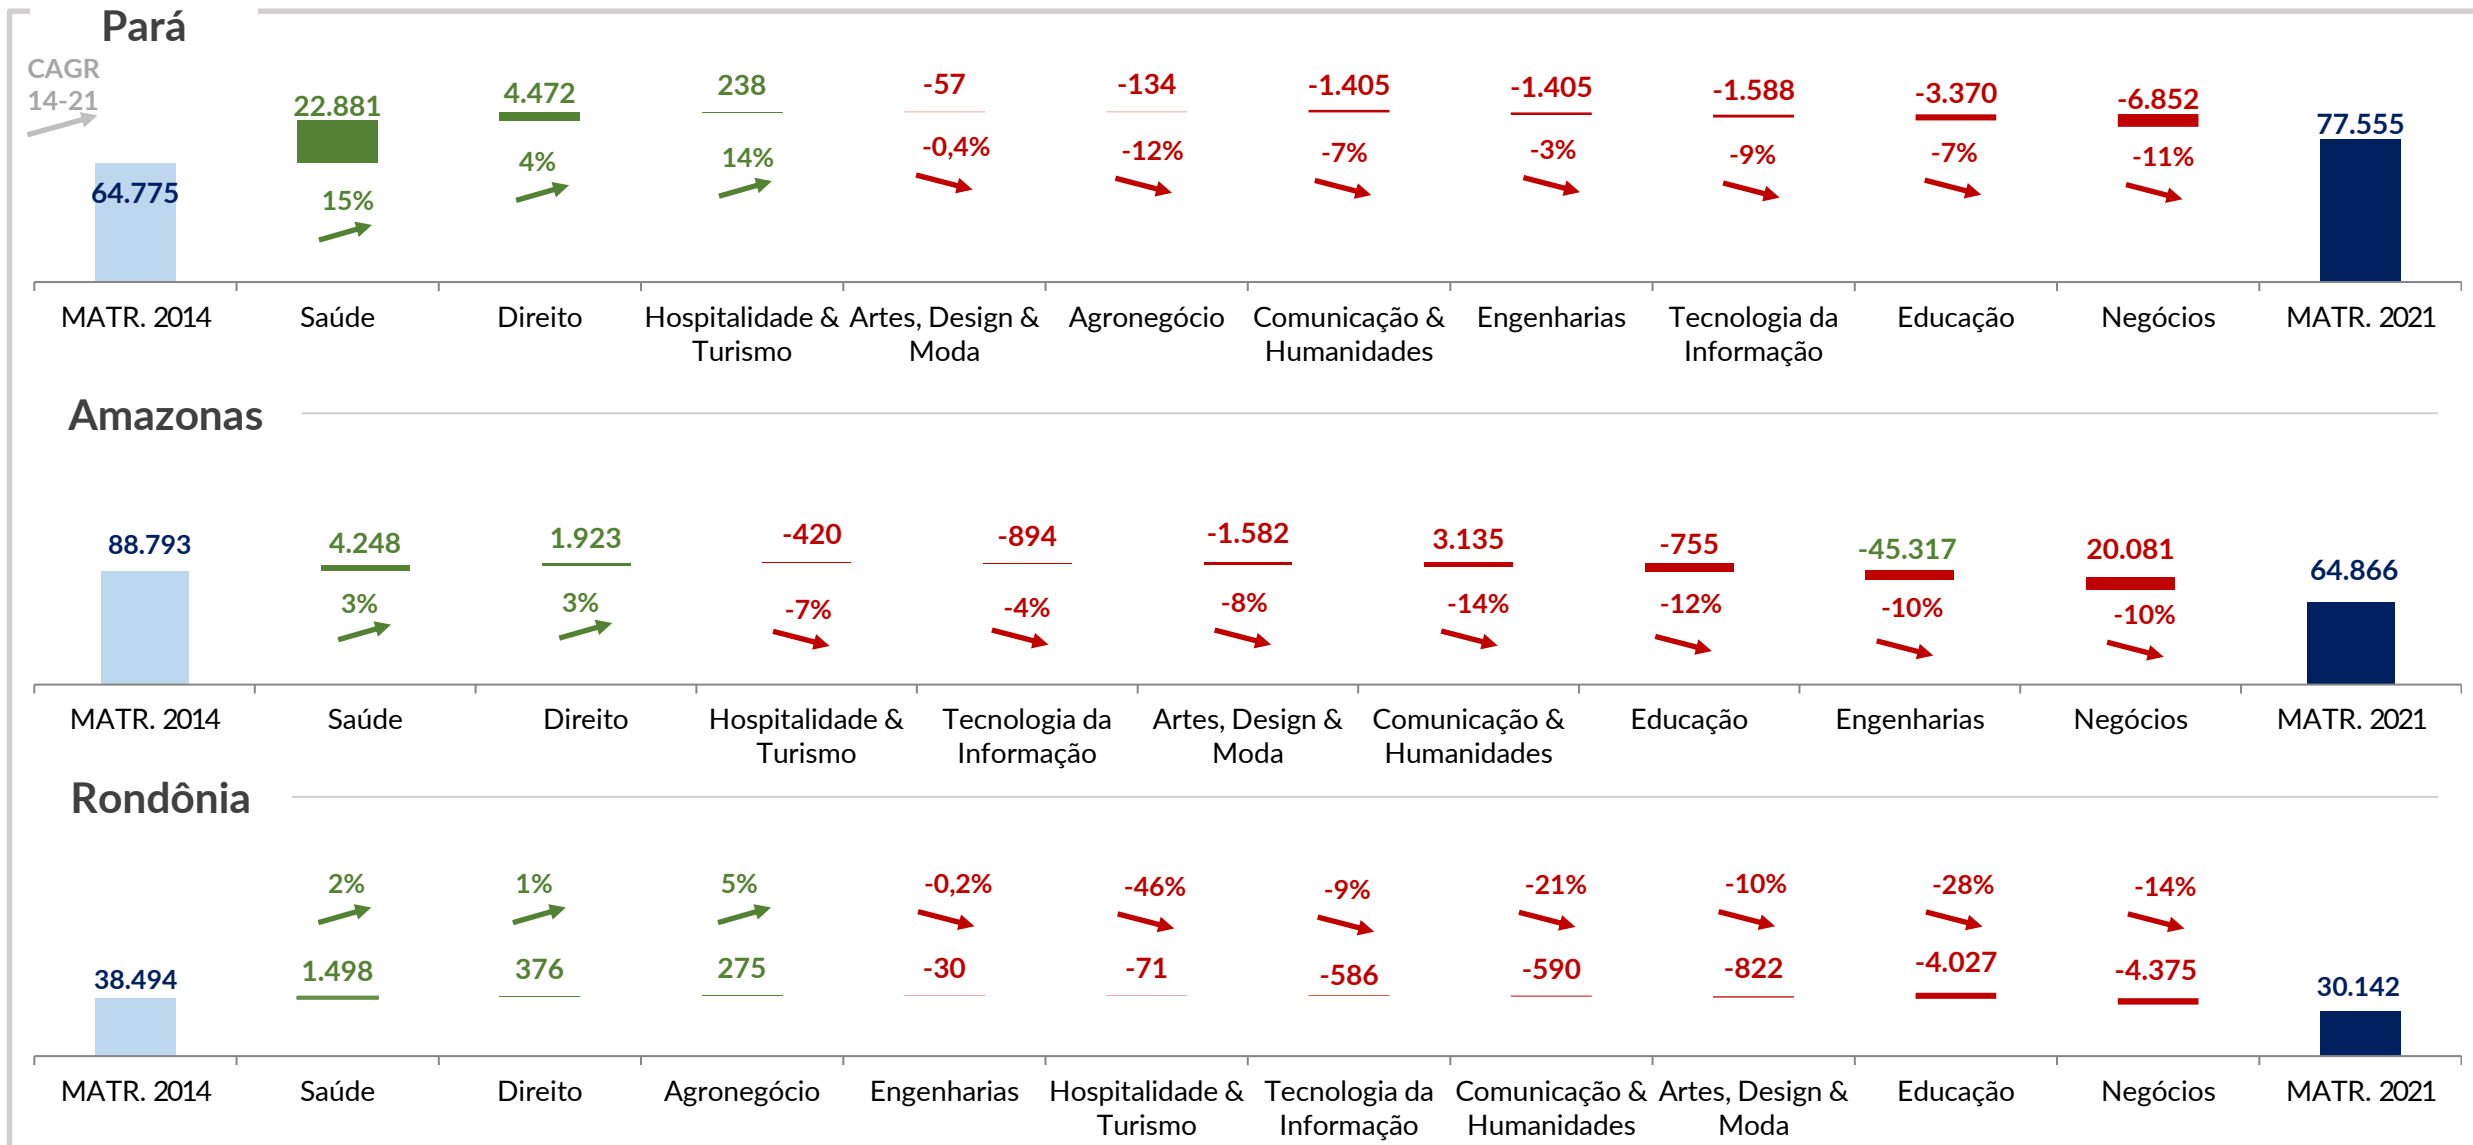 Pará
CAGR
14-21
22.881
4.472
238
-57
-134
-1.405
-1.405
-1.588
-3.370
-6.852
64.775
77.555
15%
4%
14%
-0,4%
-12%
-7%
-3%
-9%
-7%
-11%
MATR. 2014
Saúde
Direito
Hospitalidade &
Turismo
Artes, Design &
Moda
Agronegócio
Comunicação &
Humanidades
Engenharias
Tecnologia da
Informação
Educação
Negócios
MATR. 2021
Amazonas
88.793
4.248
1.923
-420
-894
-1.582
3.135
-755
-45.317
20.081
64.866
3%
3%
-7%
-4%
-8%
-14%
-12%
-10%
-10%
MATR. 2014
Saúde
Direito
Hospitalidade &
Turismo
Tecnologia da
Informação
Artes, Design &
Moda
Comunicação &
Humanidades
Educação
Engenharias
Negócios
MATR. 2021
Rondônia
2%
1%
5%
-0,2%
-46%
-9%
-21%
-10%
-28%
-14%
38.494
1.498
376
275
-30
-71
-586
-590
-822
-4.027
-4.375
30.142
MATR. 2014
Saúde
Direito
Agronegócio
Engenharias
Hospitalidade &
Turismo
Tecnologia da
Informação
Comunicação &
Humanidades
Artes, Design &
Moda
Educação
Negócios
MATR. 2021